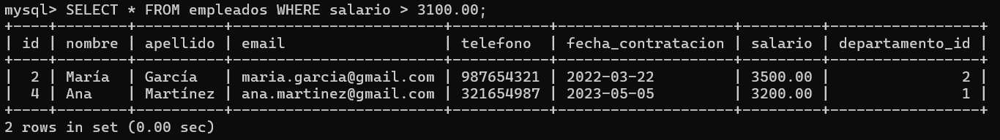 mysql> SELECT * FROM empleados WHERE salario > 3100.00;
+----+--------+----------+------------------------+-----------+--------------------+---------+-----------------+
| id | nombre | apellido | email                  | telefono  | fecha_contratacion | salario | departamento_id |
+----+--------+----------+------------------------+-----------+--------------------+---------+-----------------+
|  2 | María  | García   | maria.garcia@gmail.com | 987654321 | 2022-03-22         | 3500.00 |               2 |
|  4 | Ana    | Martínez | ana.martinez@gmail.com | 321654987 | 2023-05-05         | 3200.00 |               1 |
+----+--------+----------+------------------------+-----------+--------------------+---------+-----------------+
2 rows in set (0.00 sec)